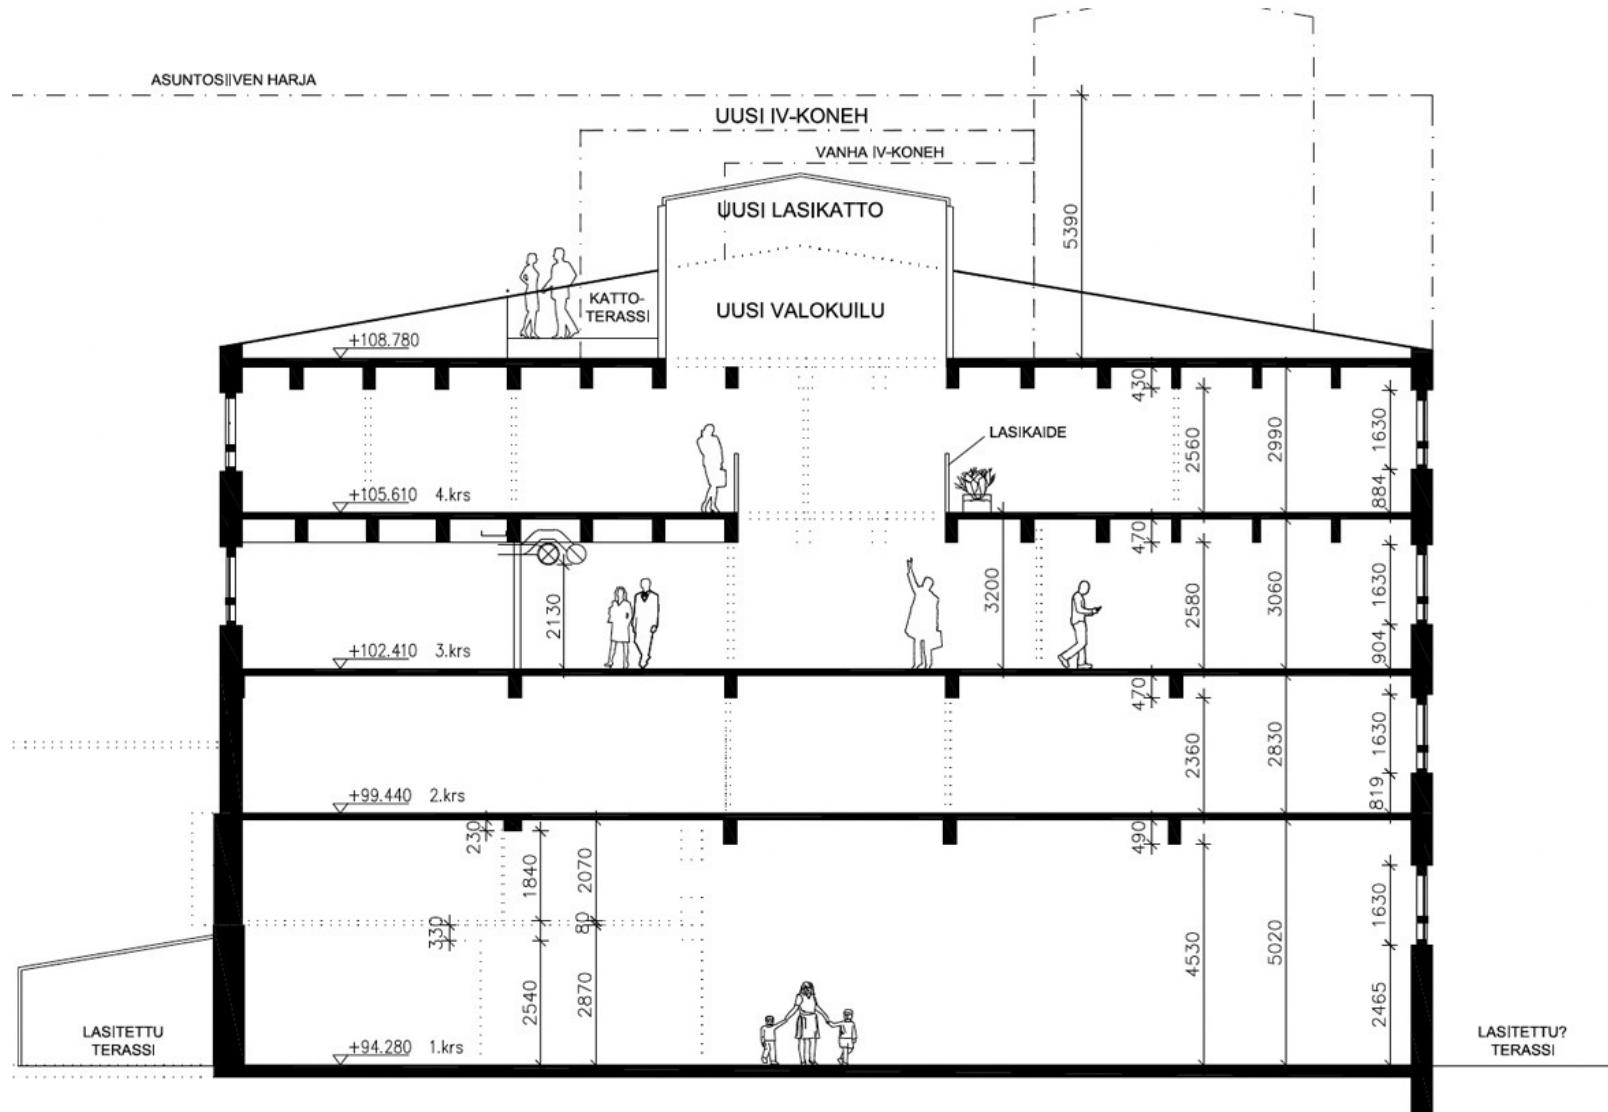 ASUNTOSIIVEN HARJA
UUSI IV-KONEH
VANHA IV-KONEH
UUSI LASIKATTO
5390
KATTO-
TERASSI
UUSI VALOKUILU
+108.780
430
LASIKAIDE
2560
2990
1630
+105.610 4.krs
884
470
2130
3200
2580
3060
1630
+102.410 3.krs
904
470
2360
2830
1630
+99.440 2.krs
819
230
1840
2070
490
1630
330
80
4530
5020
2540
2870
2465
LASITETTU
TERASSI
+94.280 1.krs
LASITETTU?
TERASSI